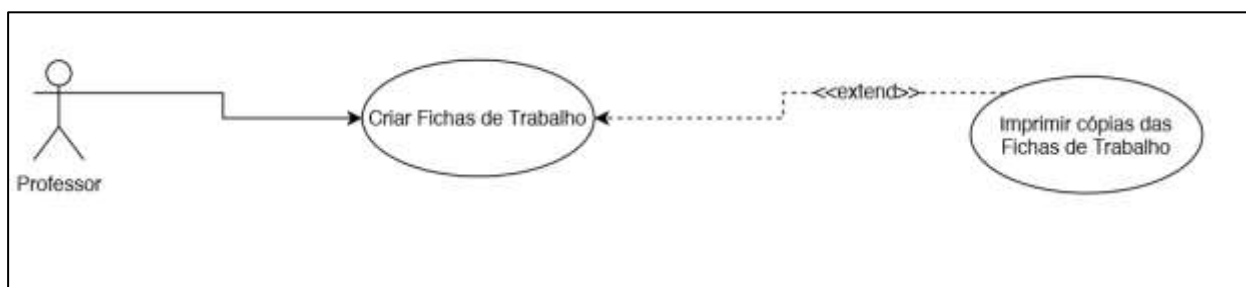 Professor
Criar Fichas de Trabalho
<<extend>>
Imprimir cópias das
Fichas de Trabalho